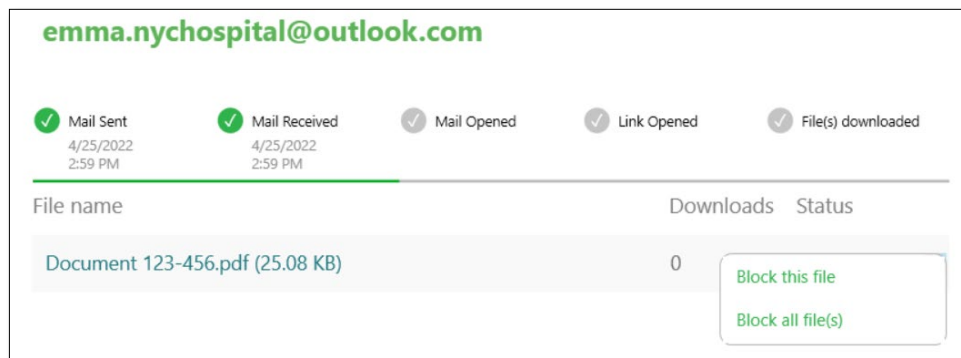 emma.nychospital@outlook.com
Mail Sent
4/25/2022
2:59 PM
Mail Received
4/25/2022
2:59 PM
Mail Opened
Link Opened
File(s) downloaded
File name Downloads Status
Document 123-456.pdf (25.08 KB) 0
Block this file
Block all file(s)